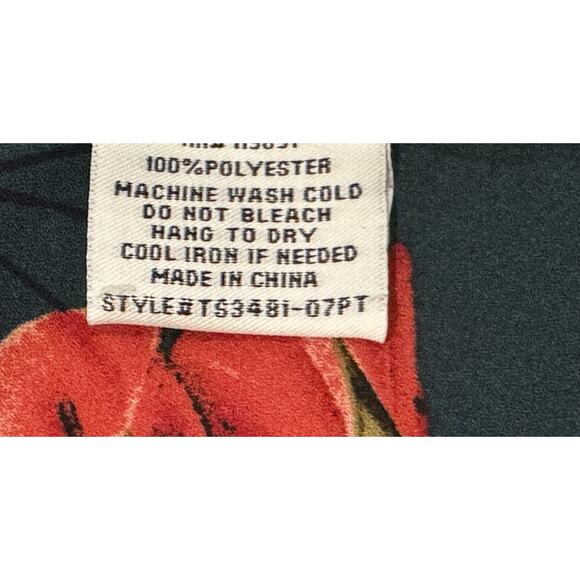 100%POLYESTER
MACHINE WASH COLD
DO NOT BLEACH
HANG TO DRY
COOL IRON IF NEEDED
MADE IN CHINA
STYLE#TS3481-07PT